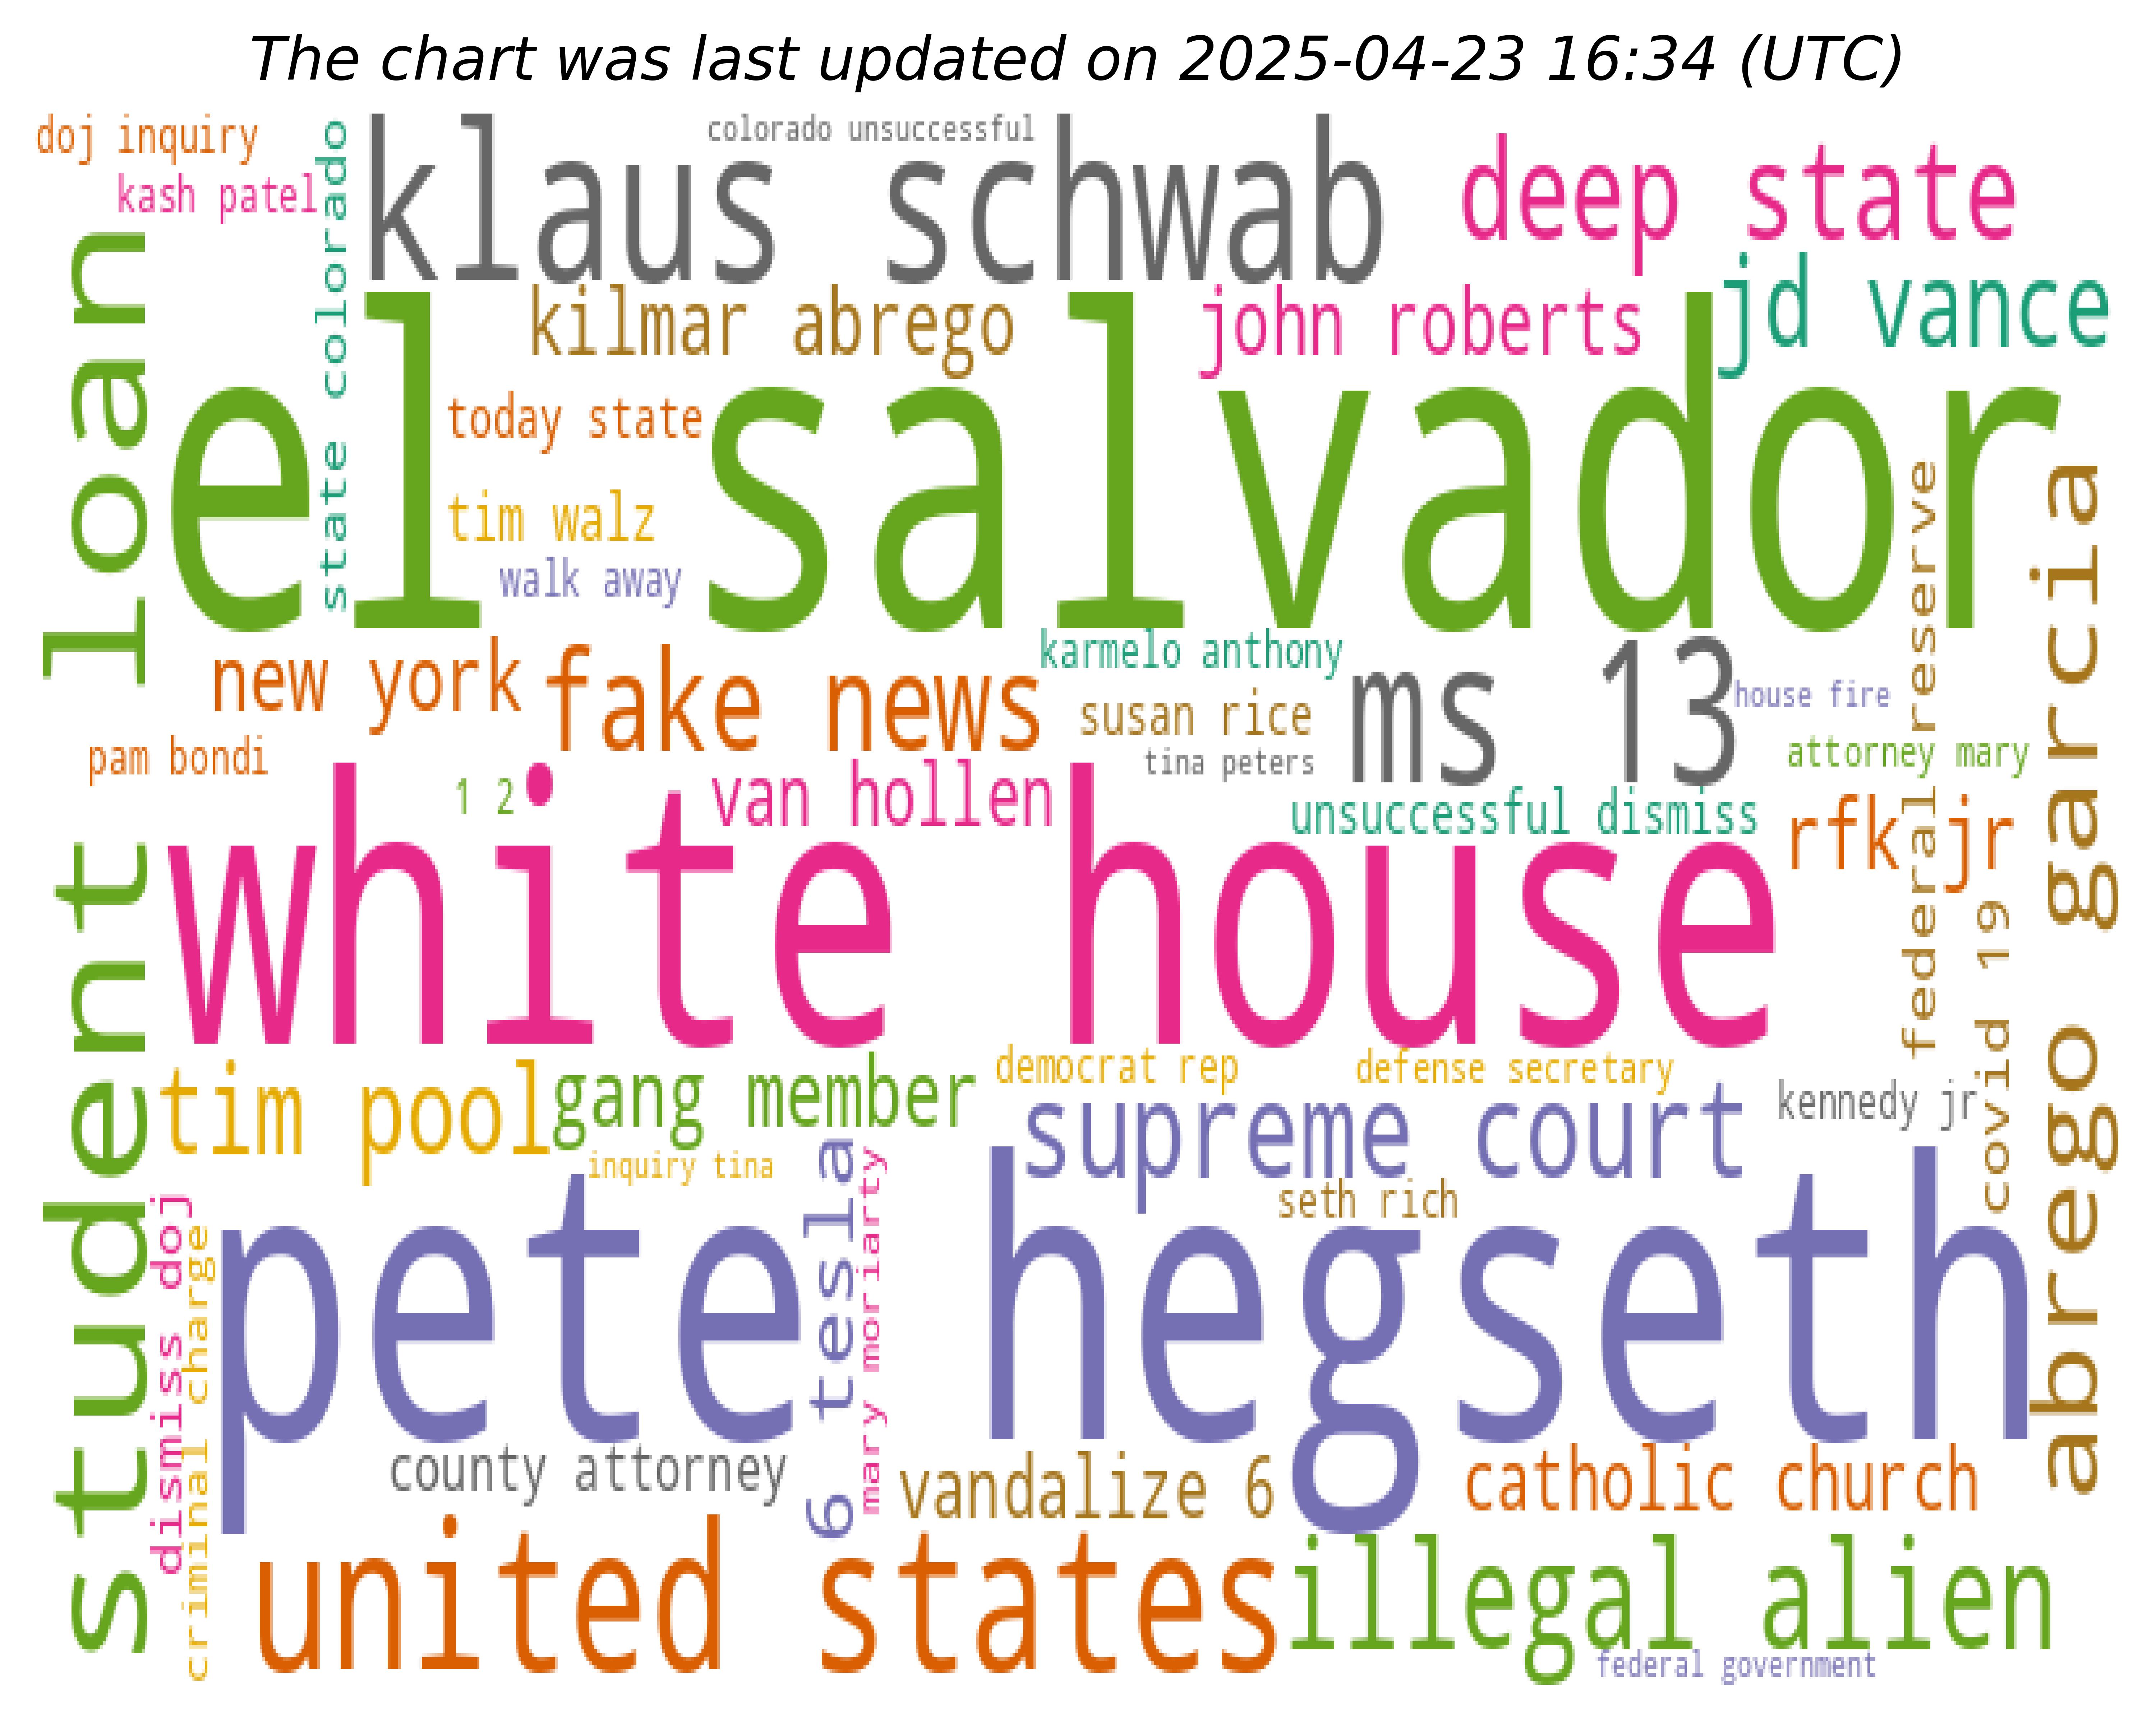 The chart was last updated on 2025-04-23 16:34 (UTC)
doj inquiry
colorado unsuccessful
kash patel
klaus schwab
deep state
state colorado
jd vance
kilmar abrego
john roberts
el salvador
today state
tim walz
walk away
student loan
karmelo anthony
new york
fake news
ms 13
susan rice
house fire
federal reserve
abrego garcia
pam bondi
tina peters
attorney mary
1 2
van hollen
unsuccessful dismiss
rfk jr
white house
covid 19
tim pool
gang member
democrat rep
defense secretary
supreme court
kennedy jr
inquiry tina
seth rich
dismiss doj
criminal charge
6 tesla
mary moriarty
pete hegseth
county attorney
vandalize 6
catholic church
united states
illegal alien
federal government